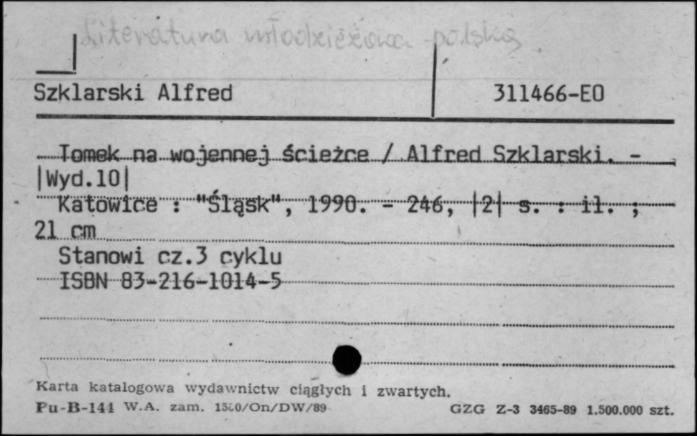 Literatura młodzieżowa polska
Szklarski Alfred 311466-EO
Tomek na wojennej ścieżce / Alfred Szklarski. -
|Wyd.10|
Katowice : "Śląsk", 1990. - 246, |2| s. : il. ;
21 cm
Stanowi cz.3 cyklu
ISBN 83-216-1014-5
Karta katalogowa wydawnictw ciągłych i zwartych.
Pu-B-144 W.A. zam. /On/DW/89 GZG Z-3 3465-89 1.500.000 szt.